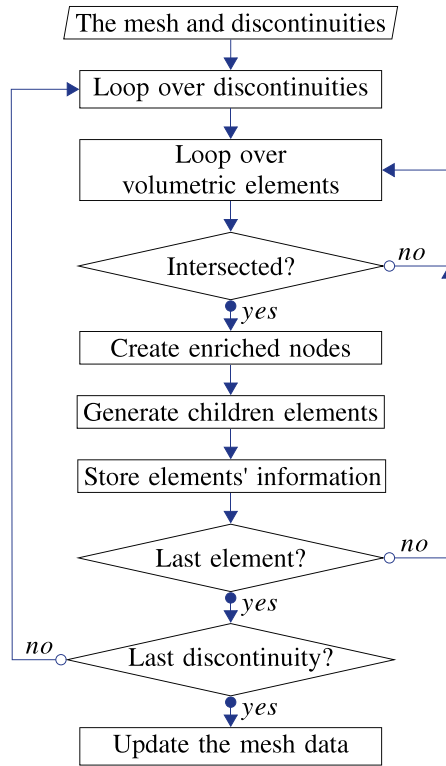 The mesh and discontinuities
Loop over discontinuities
Loop over
volumetric elements
Intersected?
no
yes
Create enriched nodes
Generate children elements
Store elements' information
Last element?
no
yes
Last discontinuity?
no
yes
Update the mesh data